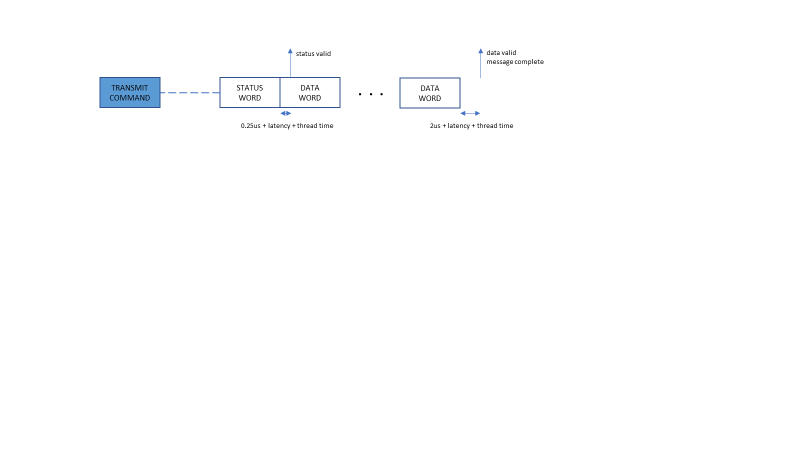 status valid
data valid
message complete
TRANSMIT
COMMAND
STATUS
WORD
DATA
WORD
. . .
DATA
WORD
0.25us + latency + thread time
2us + latency + thread time